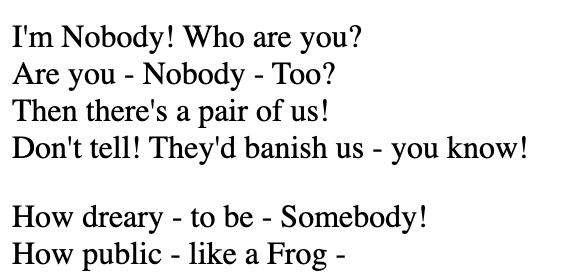 I'm Nobody! Who are you?
Are you - Nobody - Too?
Then there's a pair of us!
Don't tell! They'd banish us - you know!
How dreary - to be - Somebody!
How public - like a Frog -